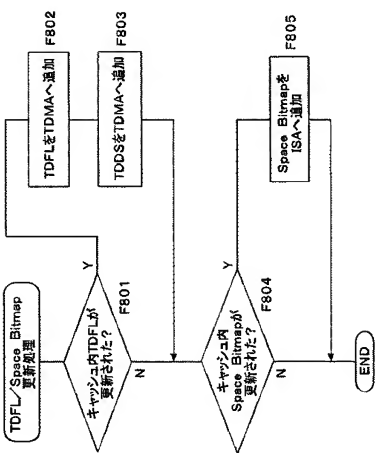 TDFL／Space Bitmap
更新処理
キャッシュ内TDFLが
更新された？
F801
Y
N
TDFLをTDMAへ追加
F802
TDDSをTDMAへ追加
F803
キャッシュ内
Space Bitmapが
更新された？
F804
Y
N
Space Bitmapを
ISAへ追加
F805
END